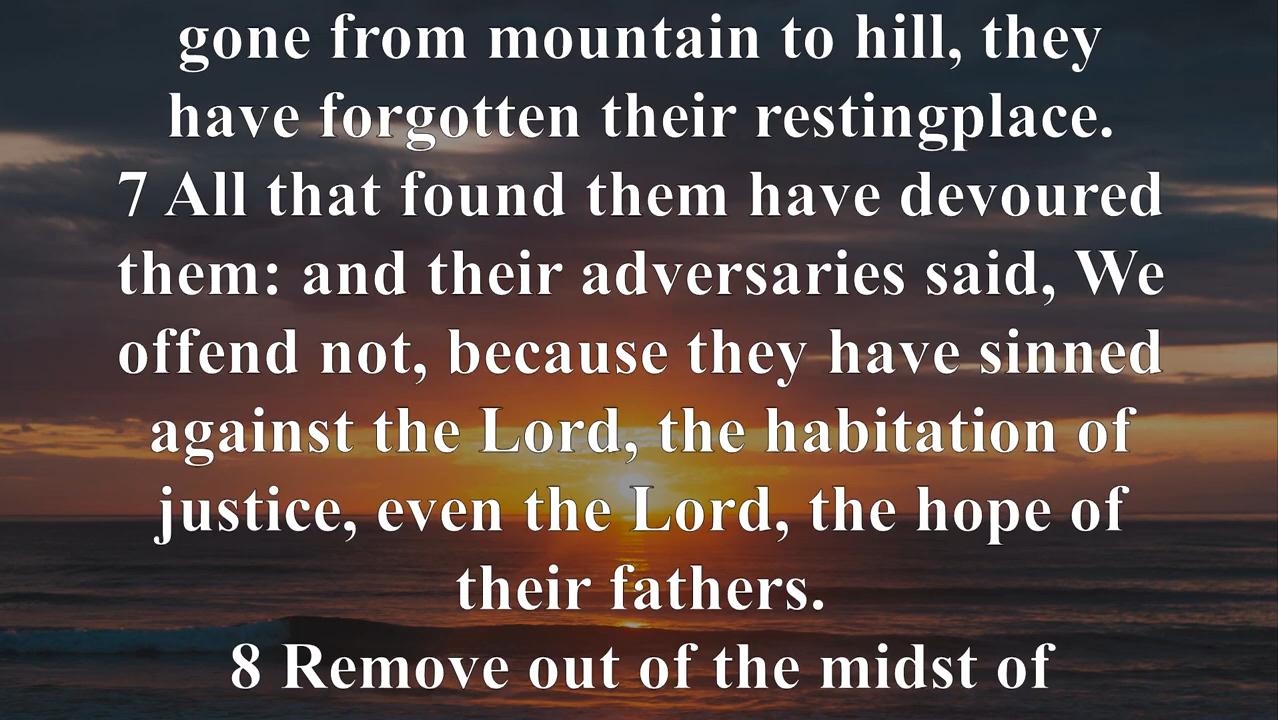 gone from mountain to hill, they
have forgotten their restingplace.
7 All that found them have devoured
them: and their adversaries said, We
offend not, because they have sinned
against the Lord, the habitation of
justice, even the Lord, the hope of
their fathers.
8 Remove out of the midst of